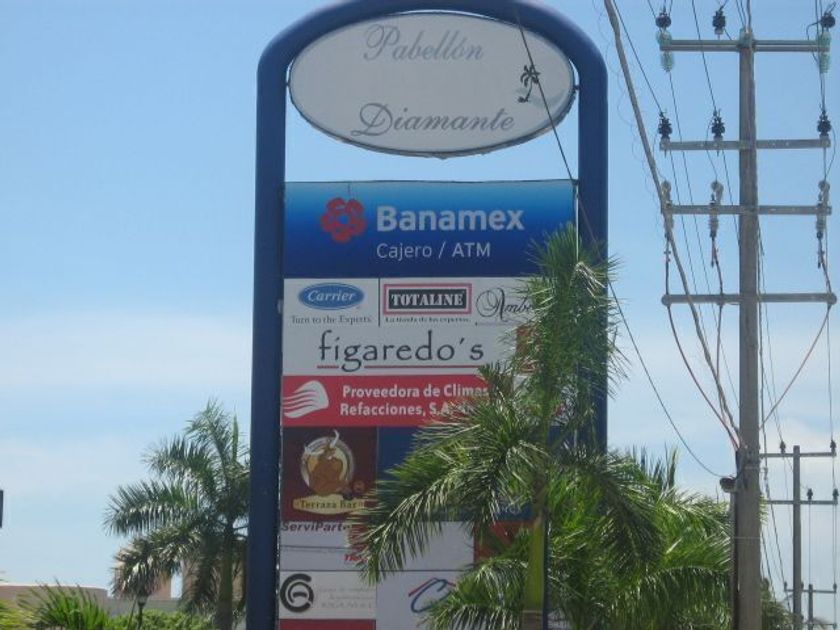 Pabellón
Diamante
Banamex
Cajero / ATM
Carrier
Turn to the Experts
TOTALINE
La tienda de los expertos.
figaredo´s
Proveedora de Climas
Refacciones, S.A.
Terraza Bar